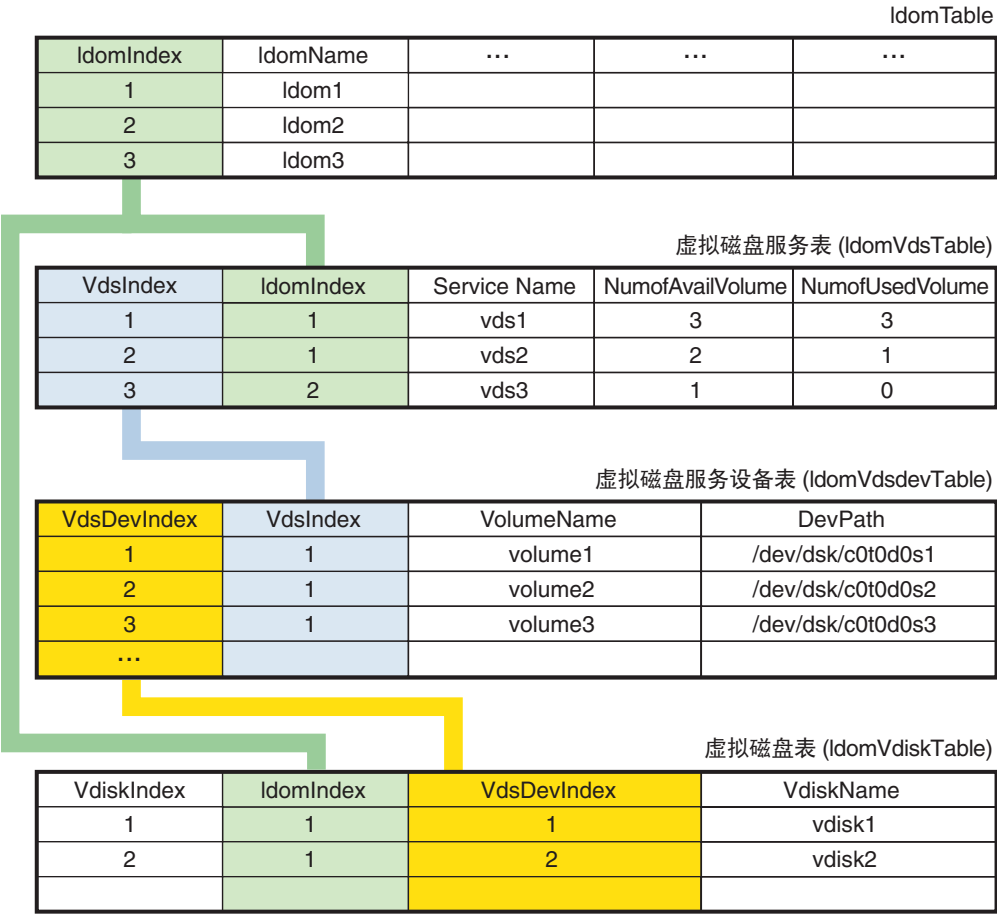 ldomTable
ldomIndex ldomName ... ... ...
1 ldom1
2 ldom2
3 ldom3
虚拟磁盘服务表 (ldomVdsTable)
VdsIndex ldomIndex Service Name NumofAvailVolume NumofUsedVolume
1 1 vds1 3 3
2 1 vds2 2 1
3 2 vds3 1 0
虚拟磁盘服务设备表 (ldomVdsdevTable)
VdsDevIndex VdsIndex VolumeName DevPath
1 1 volume1 /dev/dsk/c0t0d0s1
2 1 volume2 /dev/dsk/c0t0d0s2
3 1 volume3 /dev/dsk/c0t0d0s3
...
虚拟磁盘表 (ldomVdiskTable)
VdiskIndex ldomIndex VdsDevIndex VdiskName
1 1 1 vdisk1
2 1 2 vdisk2